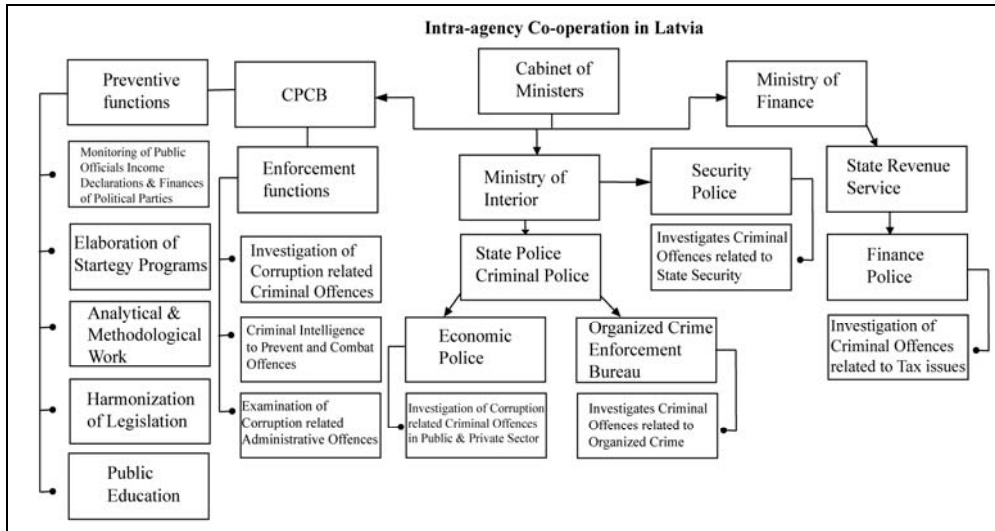 Intra-agency Co-operation in Latvia
Cabinet of
Ministers
Preventive
functions
CPCB
Ministry of
Finance
Monitoring of Public
Officials Income
Declarations & Finances
of Political Parties
Enforcement
functions
Ministry of
Interior
Security
Police
State Revenue
Service
Elaboration of
Startegy Programs
Investigation of
Corruption related
Criminal Offences
State Police
Criminal Police
Investigates Criminal
Offences related to
State Security
Finance
Police
Analytical &
Methodological
Work
Criminal Intelligence
to Prevent and Combat
Offences
Economic
Police
Organized Crime
Enforcement
Bureau
Investigation of
Criminal Offences
related to Tax issues
Harmonization
of Legislation
Examination of
Corruption related
Administrative Offences
Investigation of Corruption
related Criminal Offences
in Public & Private Sector
Investigates Criminal
Offences related to
Organized Crime
Public
Education